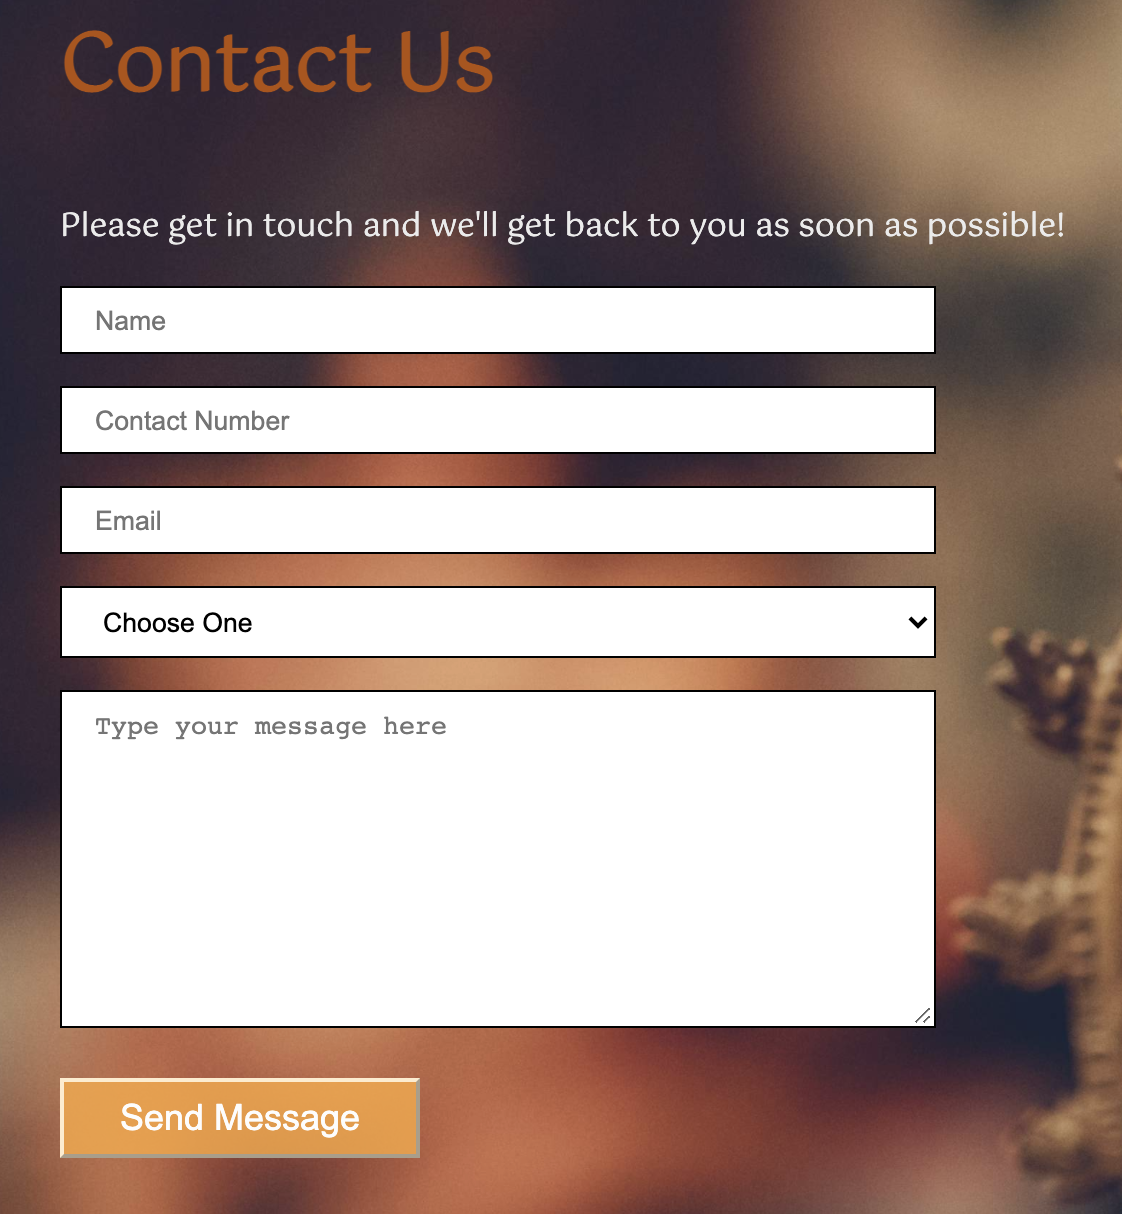 Contact Us
Please get in touch and we'll get back to you as soon as possible!
Name
Contact Number
Email
Choose One
Type your message here
Send Message